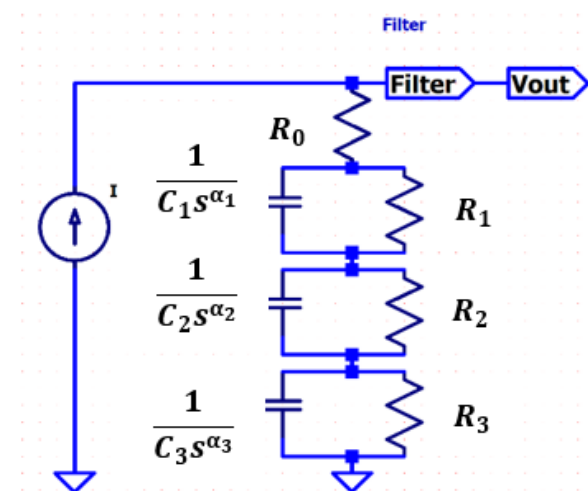 Filter
Filter Vout
R₀
I
1
C₁s^α₁
R₁
1
C₂s^α₂
R₂
1
C₃s^α₃
R₃